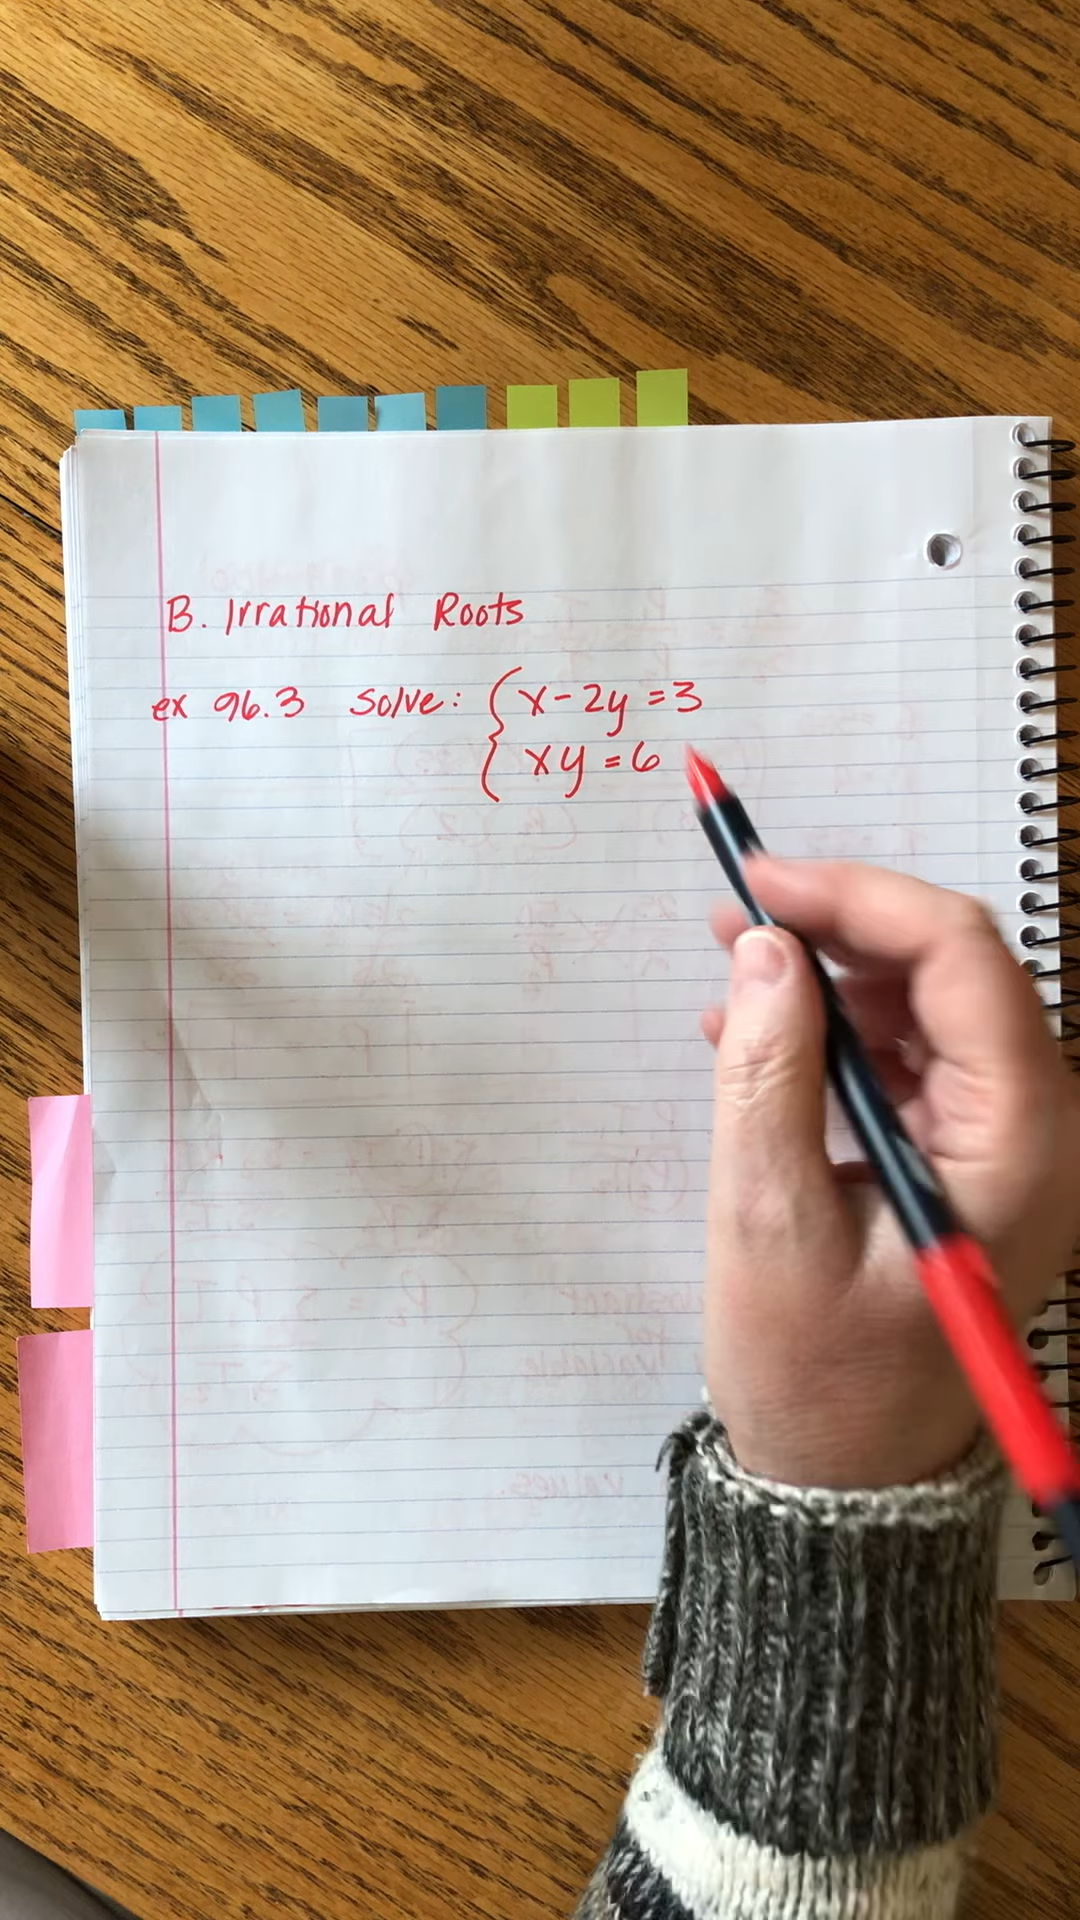 B. Irrational Roots
ex 96.3 Solve: { x - 2y = 3
xy = 6